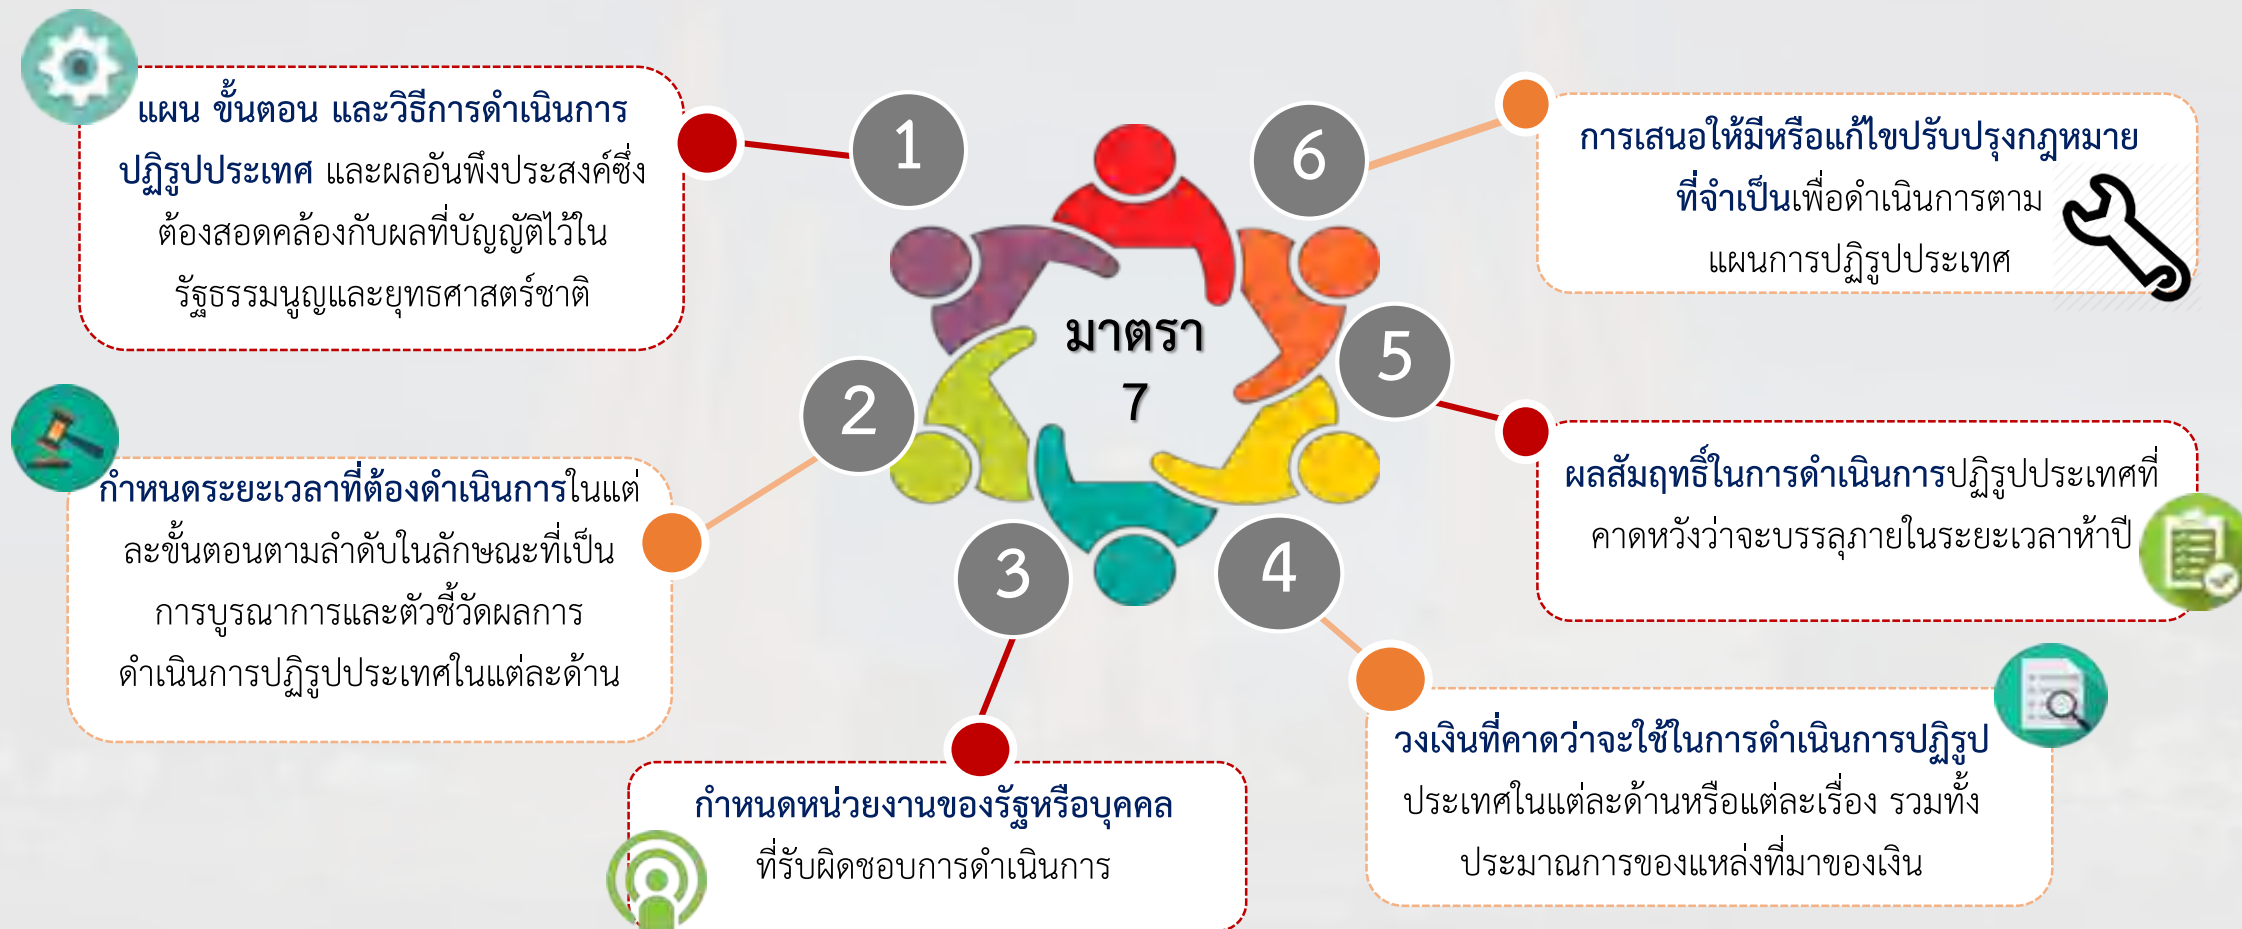 1
แผน ขั้นตอน และวิธีการดำเนินการ
ปฏิรูปประเทศ และผลอันพึงประสงค์ซึ่ง
ต้องสอดคล้องกับผลที่บัญญัติไว้ใน
รัฐธรรมนูญและยุทธศาสตร์ชาติ
2
กำหนดระยะเวลาที่ต้องดำเนินการในแต่
ละขั้นตอนตามลำดับในลักษณะที่เป็น
การบูรณาการและตัวชี้วัดผลการ
ดำเนินการปฏิรูปประเทศในแต่ละด้าน
3
กำหนดหน่วยงานของรัฐหรือบุคคล
ที่รับผิดชอบการดำเนินการ
มาตรา
7
4
วงเงินที่คาดว่าจะใช้ในการดำเนินการปฏิรูป
ประเทศในแต่ละด้านหรือแต่ละเรื่อง รวมทั้ง
ประมาณการของแหล่งที่มาของเงิน
5
ผลสัมฤทธิ์ในการดำเนินการปฏิรูปประเทศที่
คาดหวังว่าจะบรรลุภายในระยะเวลาห้าปี
6
การเสนอให้มีหรือแก้ไขปรับปรุงกฎหมาย
ที่จำเป็นเพื่อดำเนินการตาม
แผนการปฏิรูปประเทศ